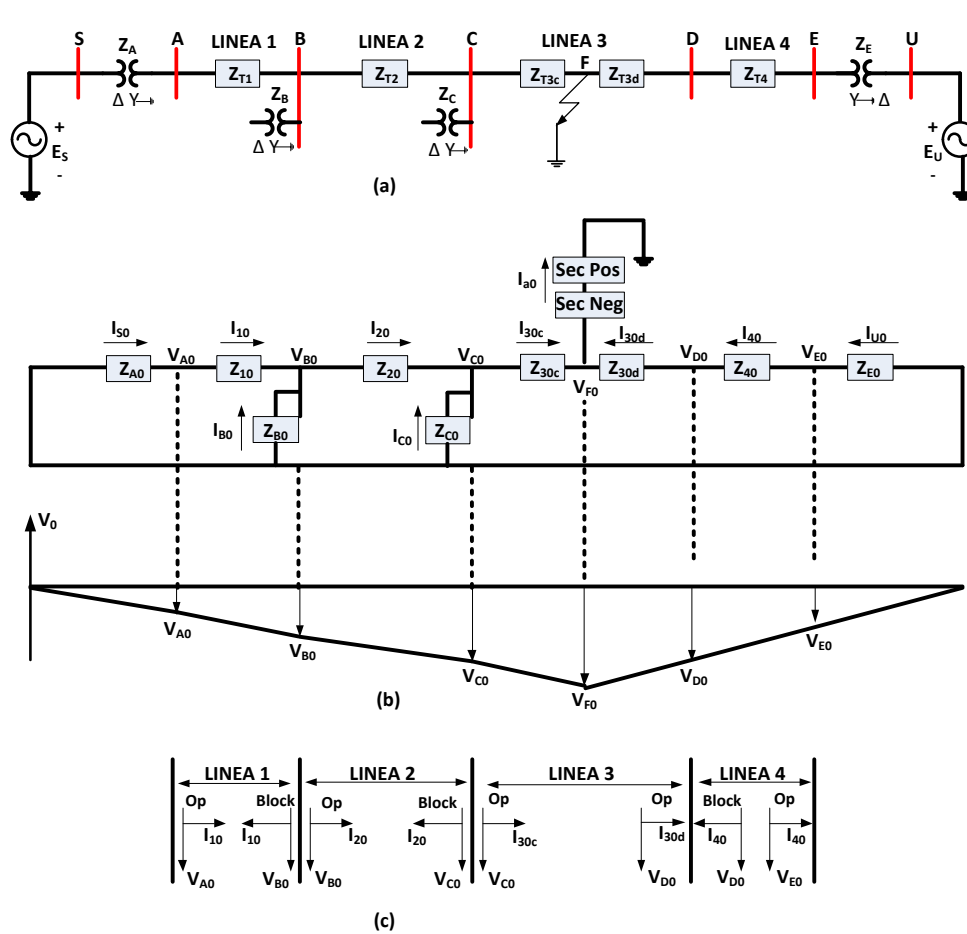 S Z_A A LINEA 1 B LINEA 2 C LINEA 3 D LINEA 4 E Z_E U
F
Z_T1 Z_T2 Z_T3c Z_T3d Z_T4
Z_B Z_C
Δ Y Y Δ
+ +
Δ Y Δ Y
E_S E_U
- -
(a)
Sec Pos
I_a0
Sec Neg
I_S0 I_10 I_20 I_30c I_30d I_40 I_U0
V_A0 V_B0 V_C0 V_D0 V_E0
Z_A0 Z_10 Z_20 Z_30c Z_30d Z_40 Z_E0
V_F0
I_B0 Z_B0 I_C0 Z_C0
V_0
V_A0
V_B0
V_E0
V_C0 V_D0
V_F0
(b)
LINEA 1 LINEA 2 LINEA 3 LINEA 4
Op Block Op Block Op Op Block Op
I_10 I_10 I_20 I_20 I_30c I_30d I_40 I_40
V_A0 V_B0 V_B0 V_C0 V_C0 V_D0 V_D0 V_E0
(c)